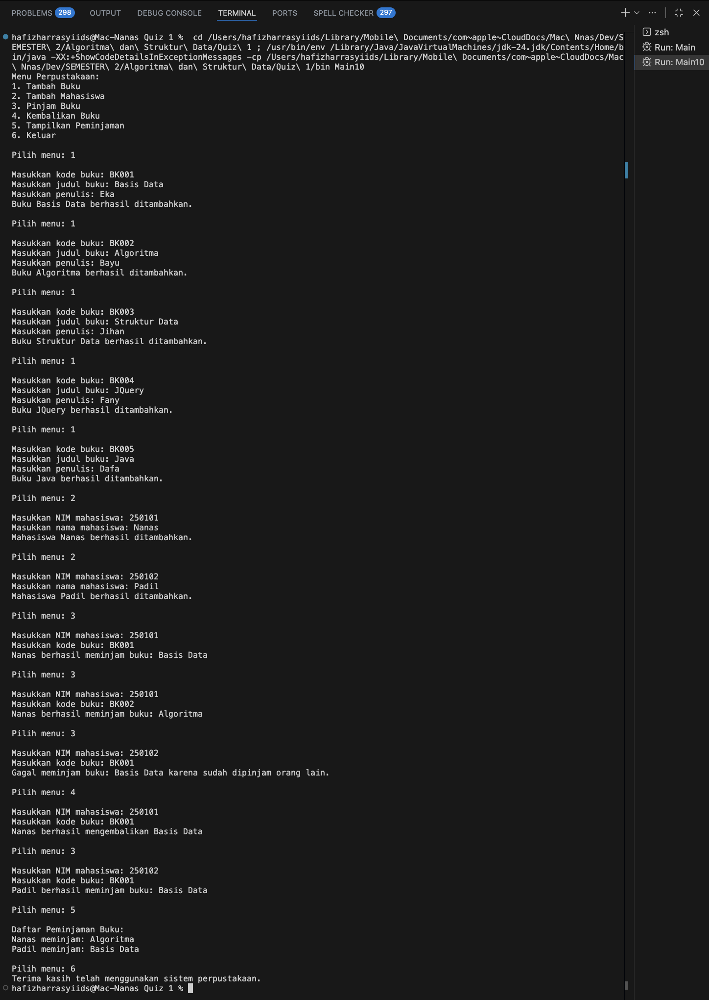 PROBLEMS 298 OUTPUT DEBUG CONSOLE TERMINAL PORTS SPELL CHECKER 297
zsh
Run: Main
Run: Main10
hafizharrasyiids@Mac-Nanas Quiz 1 %  cd /Users/hafizharrasyiids/Library/Mobile\ Documents/com~apple~CloudDocs/Mac\ Nnas/Dev/S
EMESTER\ 2/Algoritma\ dan\ Struktur\ Data/Quiz\ 1 ; /usr/bin/env /Library/Java/JavaVirtualMachines/jdk-24.jdk/Contents/Home/b
in/java -XX:+ShowCodeDetailsInExceptionMessages -cp /Users/hafizharrasyiids/Library/Mobile\ Documents/com~apple~CloudDocs/Mac
\ Nnas/Dev/SEMESTER\ 2/Algoritma\ dan\ Struktur\ Data/Quiz\ 1/bin Main10
Menu Perpustakaan:
1. Tambah Buku
2. Tambah Mahasiswa
3. Pinjam Buku
4. Kembalikan Buku
5. Tampilkan Peminjaman
6. Keluar
Pilih menu: 1
Masukkan kode buku: BK001
Masukkan judul buku: Basis Data
Masukkan penulis: Eka
Buku Basis Data berhasil ditambahkan.
Pilih menu: 1
Masukkan kode buku: BK002
Masukkan judul buku: Algoritma
Masukkan penulis: Bayu
Buku Algoritma berhasil ditambahkan.
Pilih menu: 1
Masukkan kode buku: BK003
Masukkan judul buku: Struktur Data
Masukkan penulis: Jihan
Buku Struktur Data berhasil ditambahkan.
Pilih menu: 1
Masukkan kode buku: BK004
Masukkan judul buku: JQuery
Masukkan penulis: Fany
Buku JQuery berhasil ditambahkan.
Pilih menu: 1
Masukkan kode buku: BK005
Masukkan judul buku: Java
Masukkan penulis: Dafa
Buku Java berhasil ditambahkan.
Pilih menu: 2
Masukkan NIM mahasiswa: 250101
Masukkan nama mahasiswa: Nanas
Mahasiswa Nanas berhasil ditambahkan.
Pilih menu: 2
Masukkan NIM mahasiswa: 250102
Masukkan nama mahasiswa: Padil
Mahasiswa Padil berhasil ditambahkan.
Pilih menu: 3
Masukkan NIM mahasiswa: 250101
Masukkan kode buku: BK001
Nanas berhasil meminjam buku: Basis Data
Pilih menu: 3
Masukkan NIM mahasiswa: 250101
Masukkan kode buku: BK002
Nanas berhasil meminjam buku: Algoritma
Pilih menu: 3
Masukkan NIM mahasiswa: 250102
Masukkan kode buku: BK001
Gagal meminjam buku: Basis Data karena sudah dipinjam orang lain.
Pilih menu: 4
Masukkan NIM mahasiswa: 250101
Masukkan kode buku: BK001
Nanas berhasil mengembalikan Basis Data
Pilih menu: 3
Masukkan NIM mahasiswa: 250102
Masukkan kode buku: BK001
Padil berhasil meminjam buku: Basis Data
Pilih menu: 5
Daftar Peminjaman Buku:
Nanas meminjam: Algoritma
Padil meminjam: Basis Data
Pilih menu: 6
Terima kasih telah menggunakan sistem perpustakaan.
hafizharrasyiids@Mac-Nanas Quiz 1 %